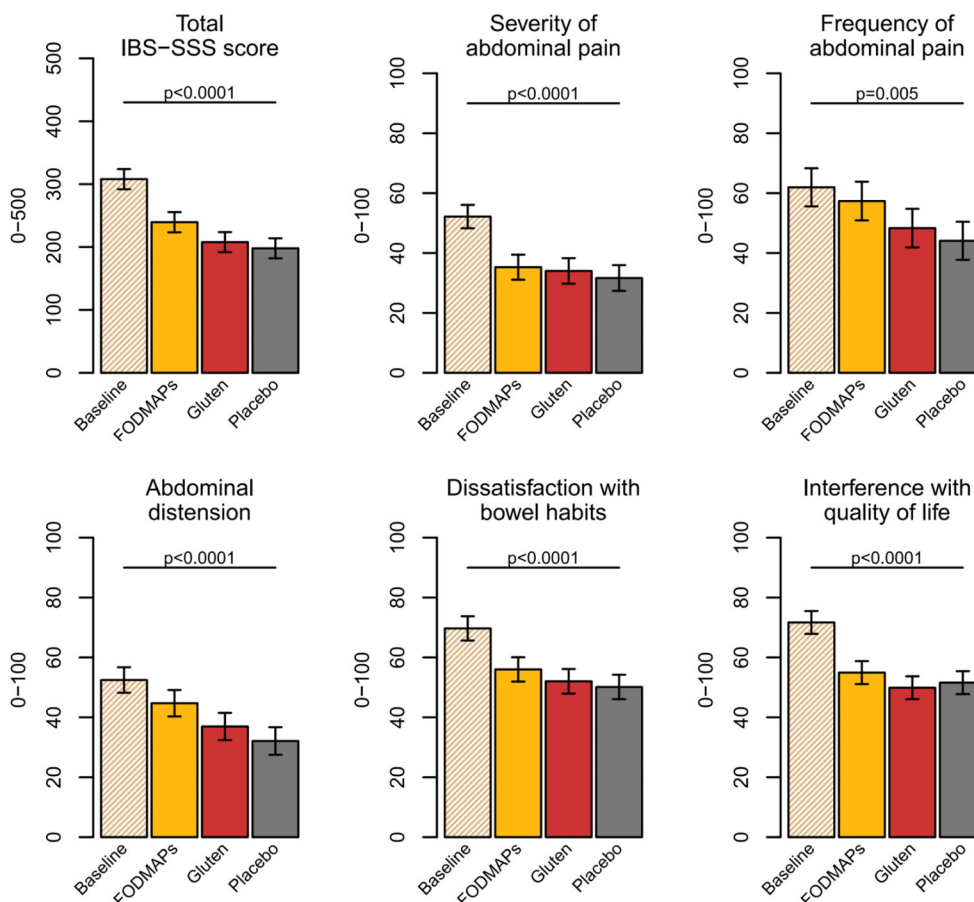 Total
IBS−SSS score
0−500
0
100
200
300
400
500
p<0.0001
Baseline
FODMAPs
Gluten
Placebo
Severity of
abdominal pain
0−100
0
20
40
60
80
100
p<0.0001
Baseline
FODMAPs
Gluten
Placebo
Frequency of
abdominal pain
0−100
0
20
40
60
80
100
p=0.005
Baseline
FODMAPs
Gluten
Placebo
Abdominal
distension
0−100
0
20
40
60
80
100
p<0.0001
Baseline
FODMAPs
Gluten
Placebo
Dissatisfaction with
bowel habits
0−100
0
20
40
60
80
100
p<0.0001
Baseline
FODMAPs
Gluten
Placebo
Interference with
quality of life
0−100
0
20
40
60
80
100
p<0.0001
Baseline
FODMAPs
Gluten
Placebo